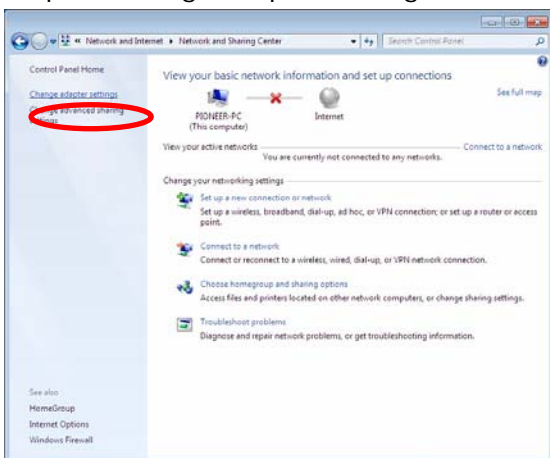 « Network and Internet ▸ Network and Sharing Center
Search Control Panel
Control Panel Home
Change adapter settings
Change advanced sharing
settings
View your basic network information and set up connections
See full map
PIONEER-PC
(This computer)
Internet
View your active networks
Connect to a network
You are currently not connected to any networks.
Change your networking settings
Set up a new connection or network
Set up a wireless, broadband, dial-up, ad hoc, or VPN connection; or set up a router or access
point.
Connect to a network
Connect or reconnect to a wireless, wired, dial-up, or VPN network connection.
Choose homegroup and sharing options
Access files and printers located on other network computers, or change sharing settings.
Troubleshoot problems
Diagnose and repair network problems, or get troubleshooting information.
See also
HomeGroup
Internet Options
Windows Firewall